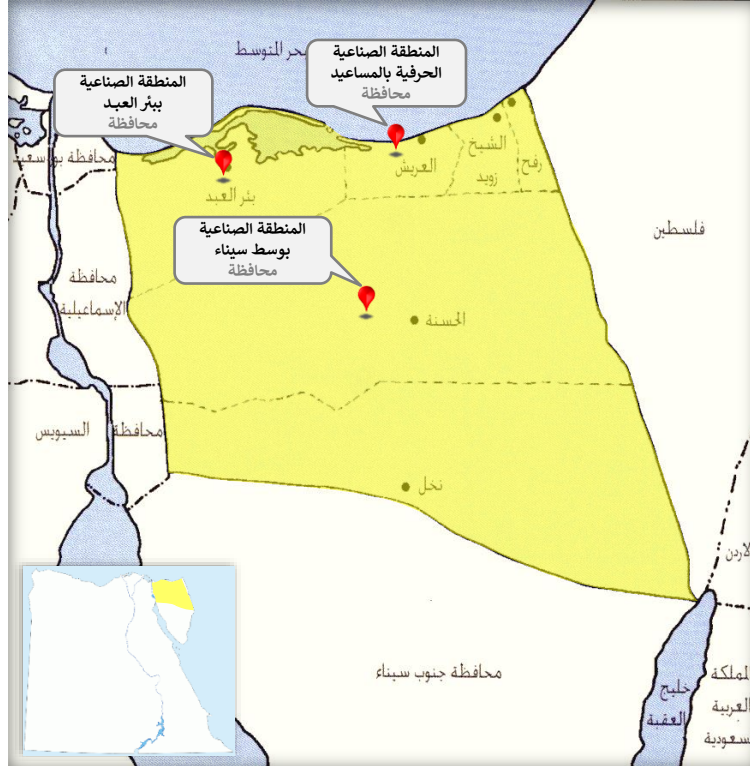 البحر المتوسط
المنطقة الصناعية
الحرفية بالمساعيد
محافظة
المنطقة الصناعية
ببئر العبد
محافظة
محافظة بورسعيد
العريش
الشيخ
زويد
رفح
بئر العبد
المنطقة الصناعية
بوسط سيناء
محافظة
فلسطين
محافظة
الإسماعيلية
الحسنة
محافظة
السيويس
نخل
الاردن
محافظة جنوب سيناء
خليج
العقبة
المملكة
العربية
السعودية